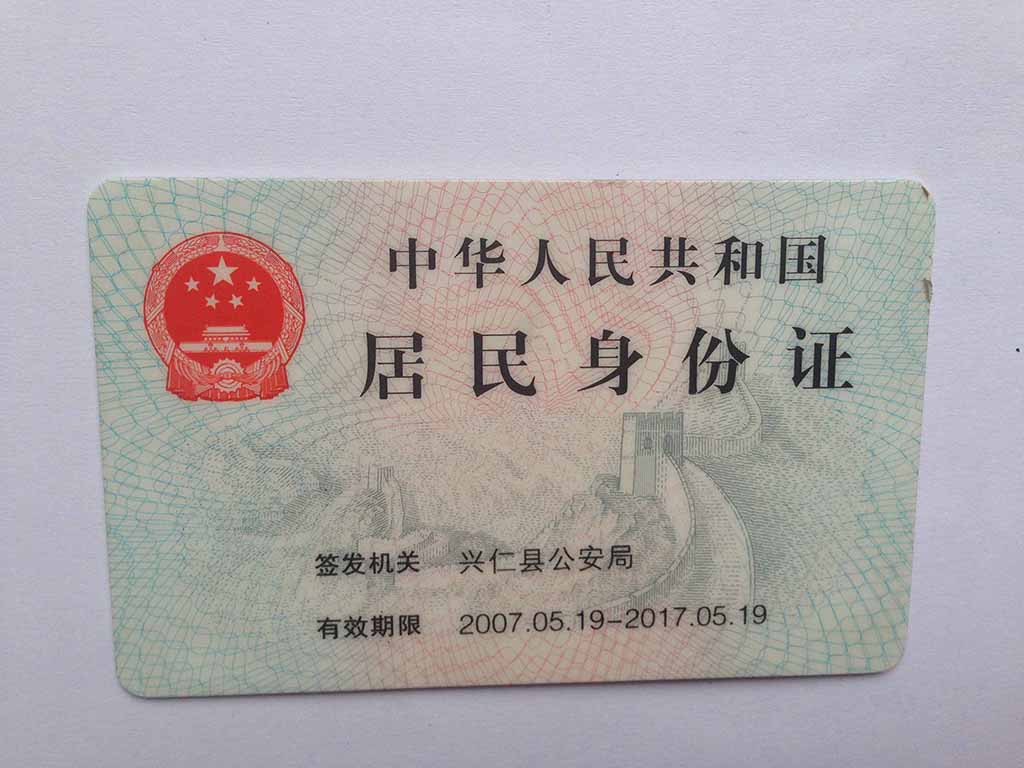 中华人民共和国
居民身份证
签发机关 兴仁县公安局
有效期限 2007.05.19-2017.05.19